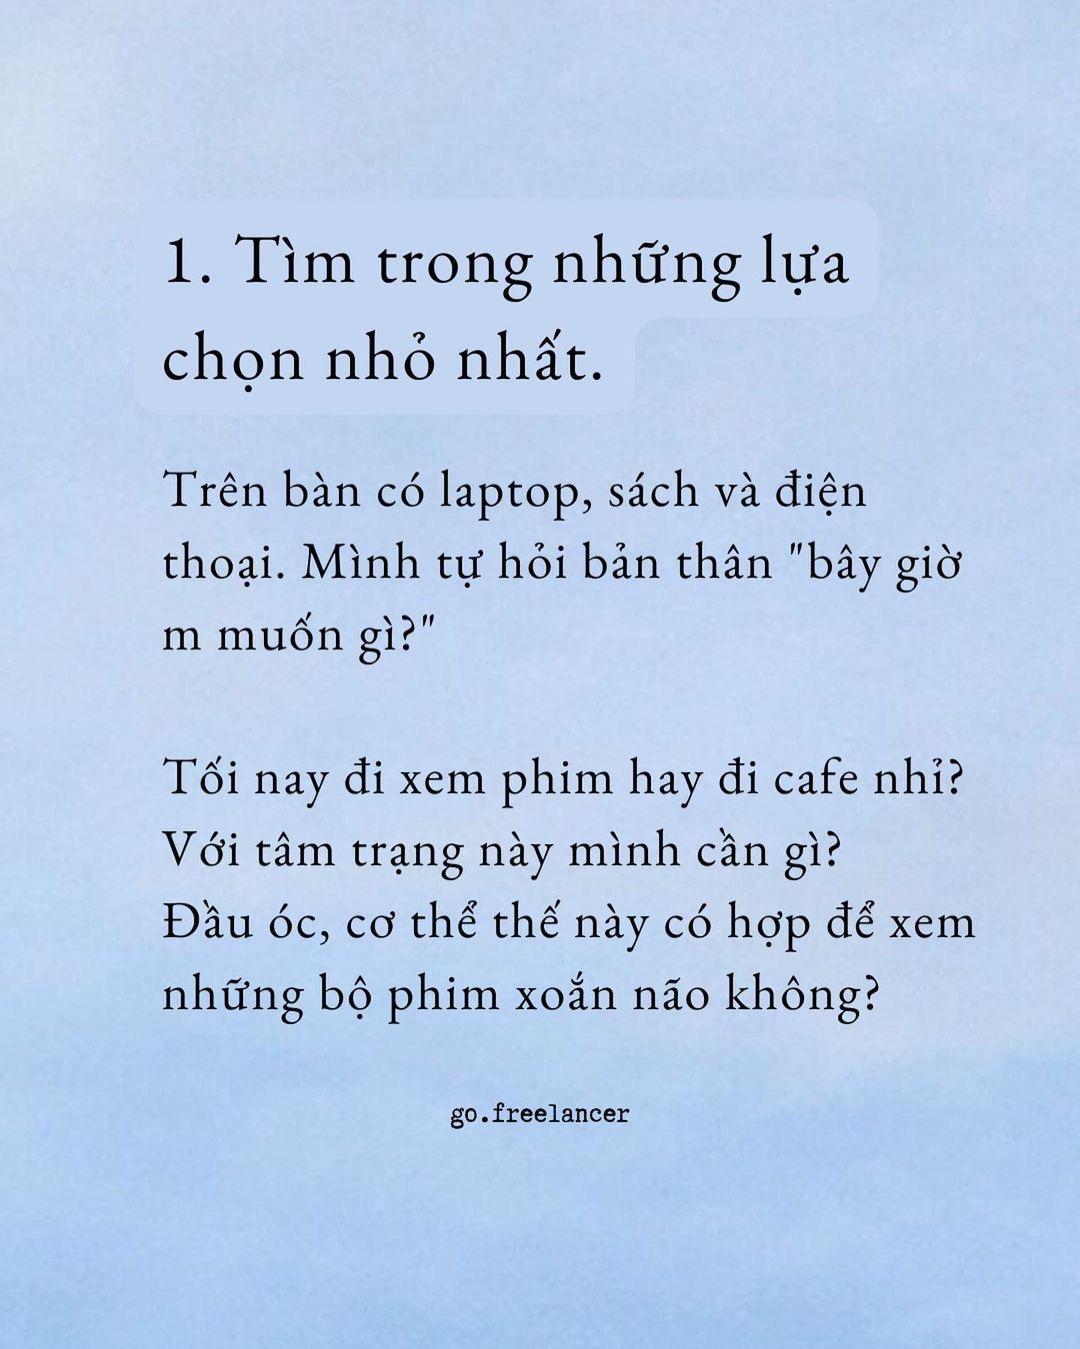 1. Tìm trong những lựa
chọn nhỏ nhất.
Trên bàn có laptop, sách và điện
thoại. Mình tự hỏi bản thân "bây giờ
m muốn gì?"
Tối nay đi xem phim hay đi cafe nhỉ?
Với tâm trạng này mình cần gì?
Đầu óc, cơ thể thế này có hợp để xem
những bộ phim xoắn não không?
go.freelancer